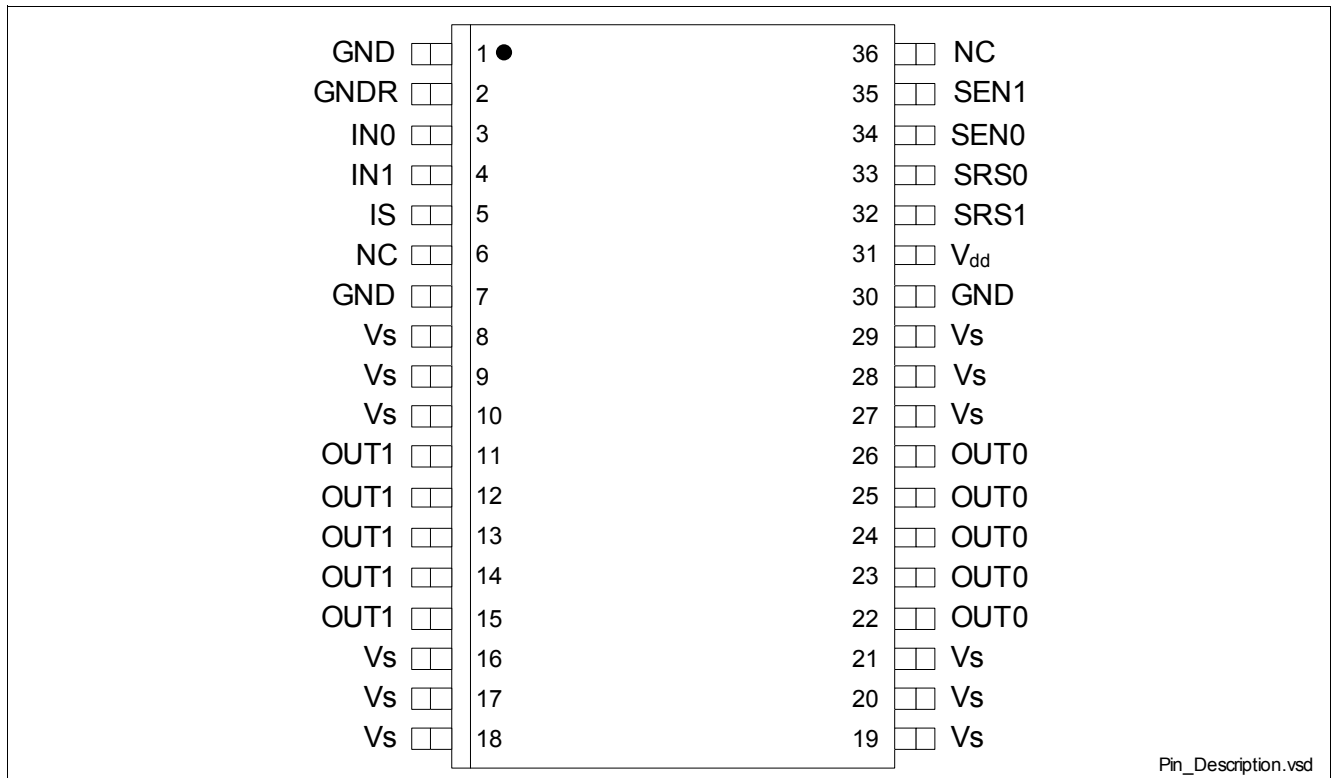 GND 1 36 NC
GNDR 2 35 SEN1
IN0 3 34 SEN0
IN1 4 33 SRS0
IS 5 32 SRS1
NC 6 31 Vdd
GND 7 30 GND
Vs 8 29 Vs
Vs 9 28 Vs
Vs 10 27 Vs
OUT1 11 26 OUT0
OUT1 12 25 OUT0
OUT1 13 24 OUT0
OUT1 14 23 OUT0
OUT1 15 22 OUT0
Vs 16 21 Vs
Vs 17 20 Vs
Vs 18 19 Vs
Pin_Description.vsd